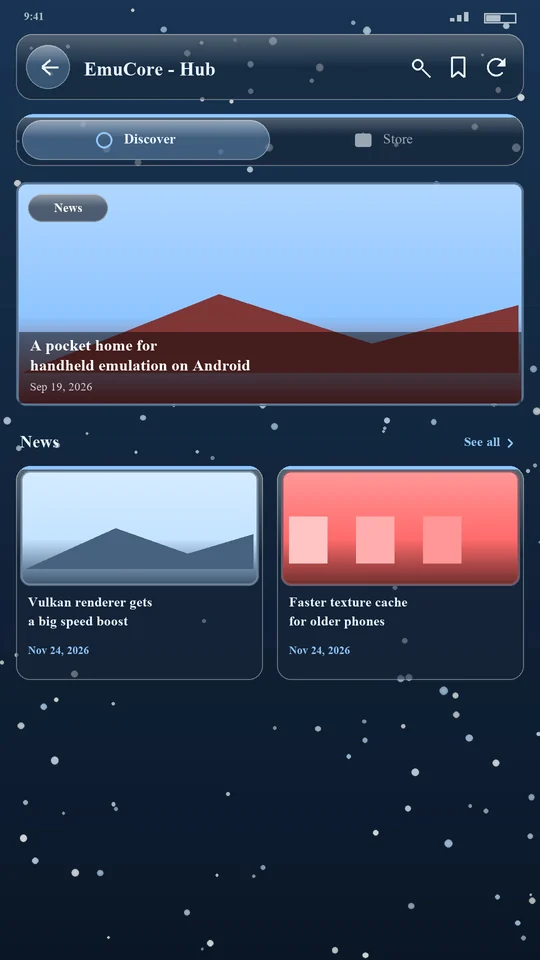 9:41
EmuCore - Hub
Discover
Store
News
A pocket home for
handheld emulation on Android
Sep 19, 2026
News
See all
Vulkan renderer gets
a big speed boost
Nov 24, 2026
Faster texture cache
for older phones
Nov 24, 2026